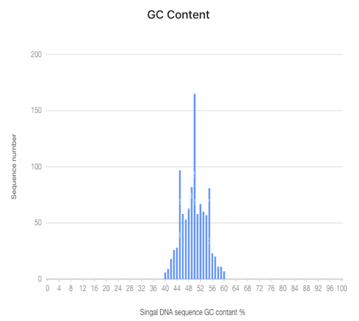 GC Content
200
150
100
50
0
Sequence number
0 4 8 12 16 20 24 28 32 36 40 44 48 52 56 60 64 68 72 76 80 84 88 92 96 100
Singal DNA sequence GC contant %